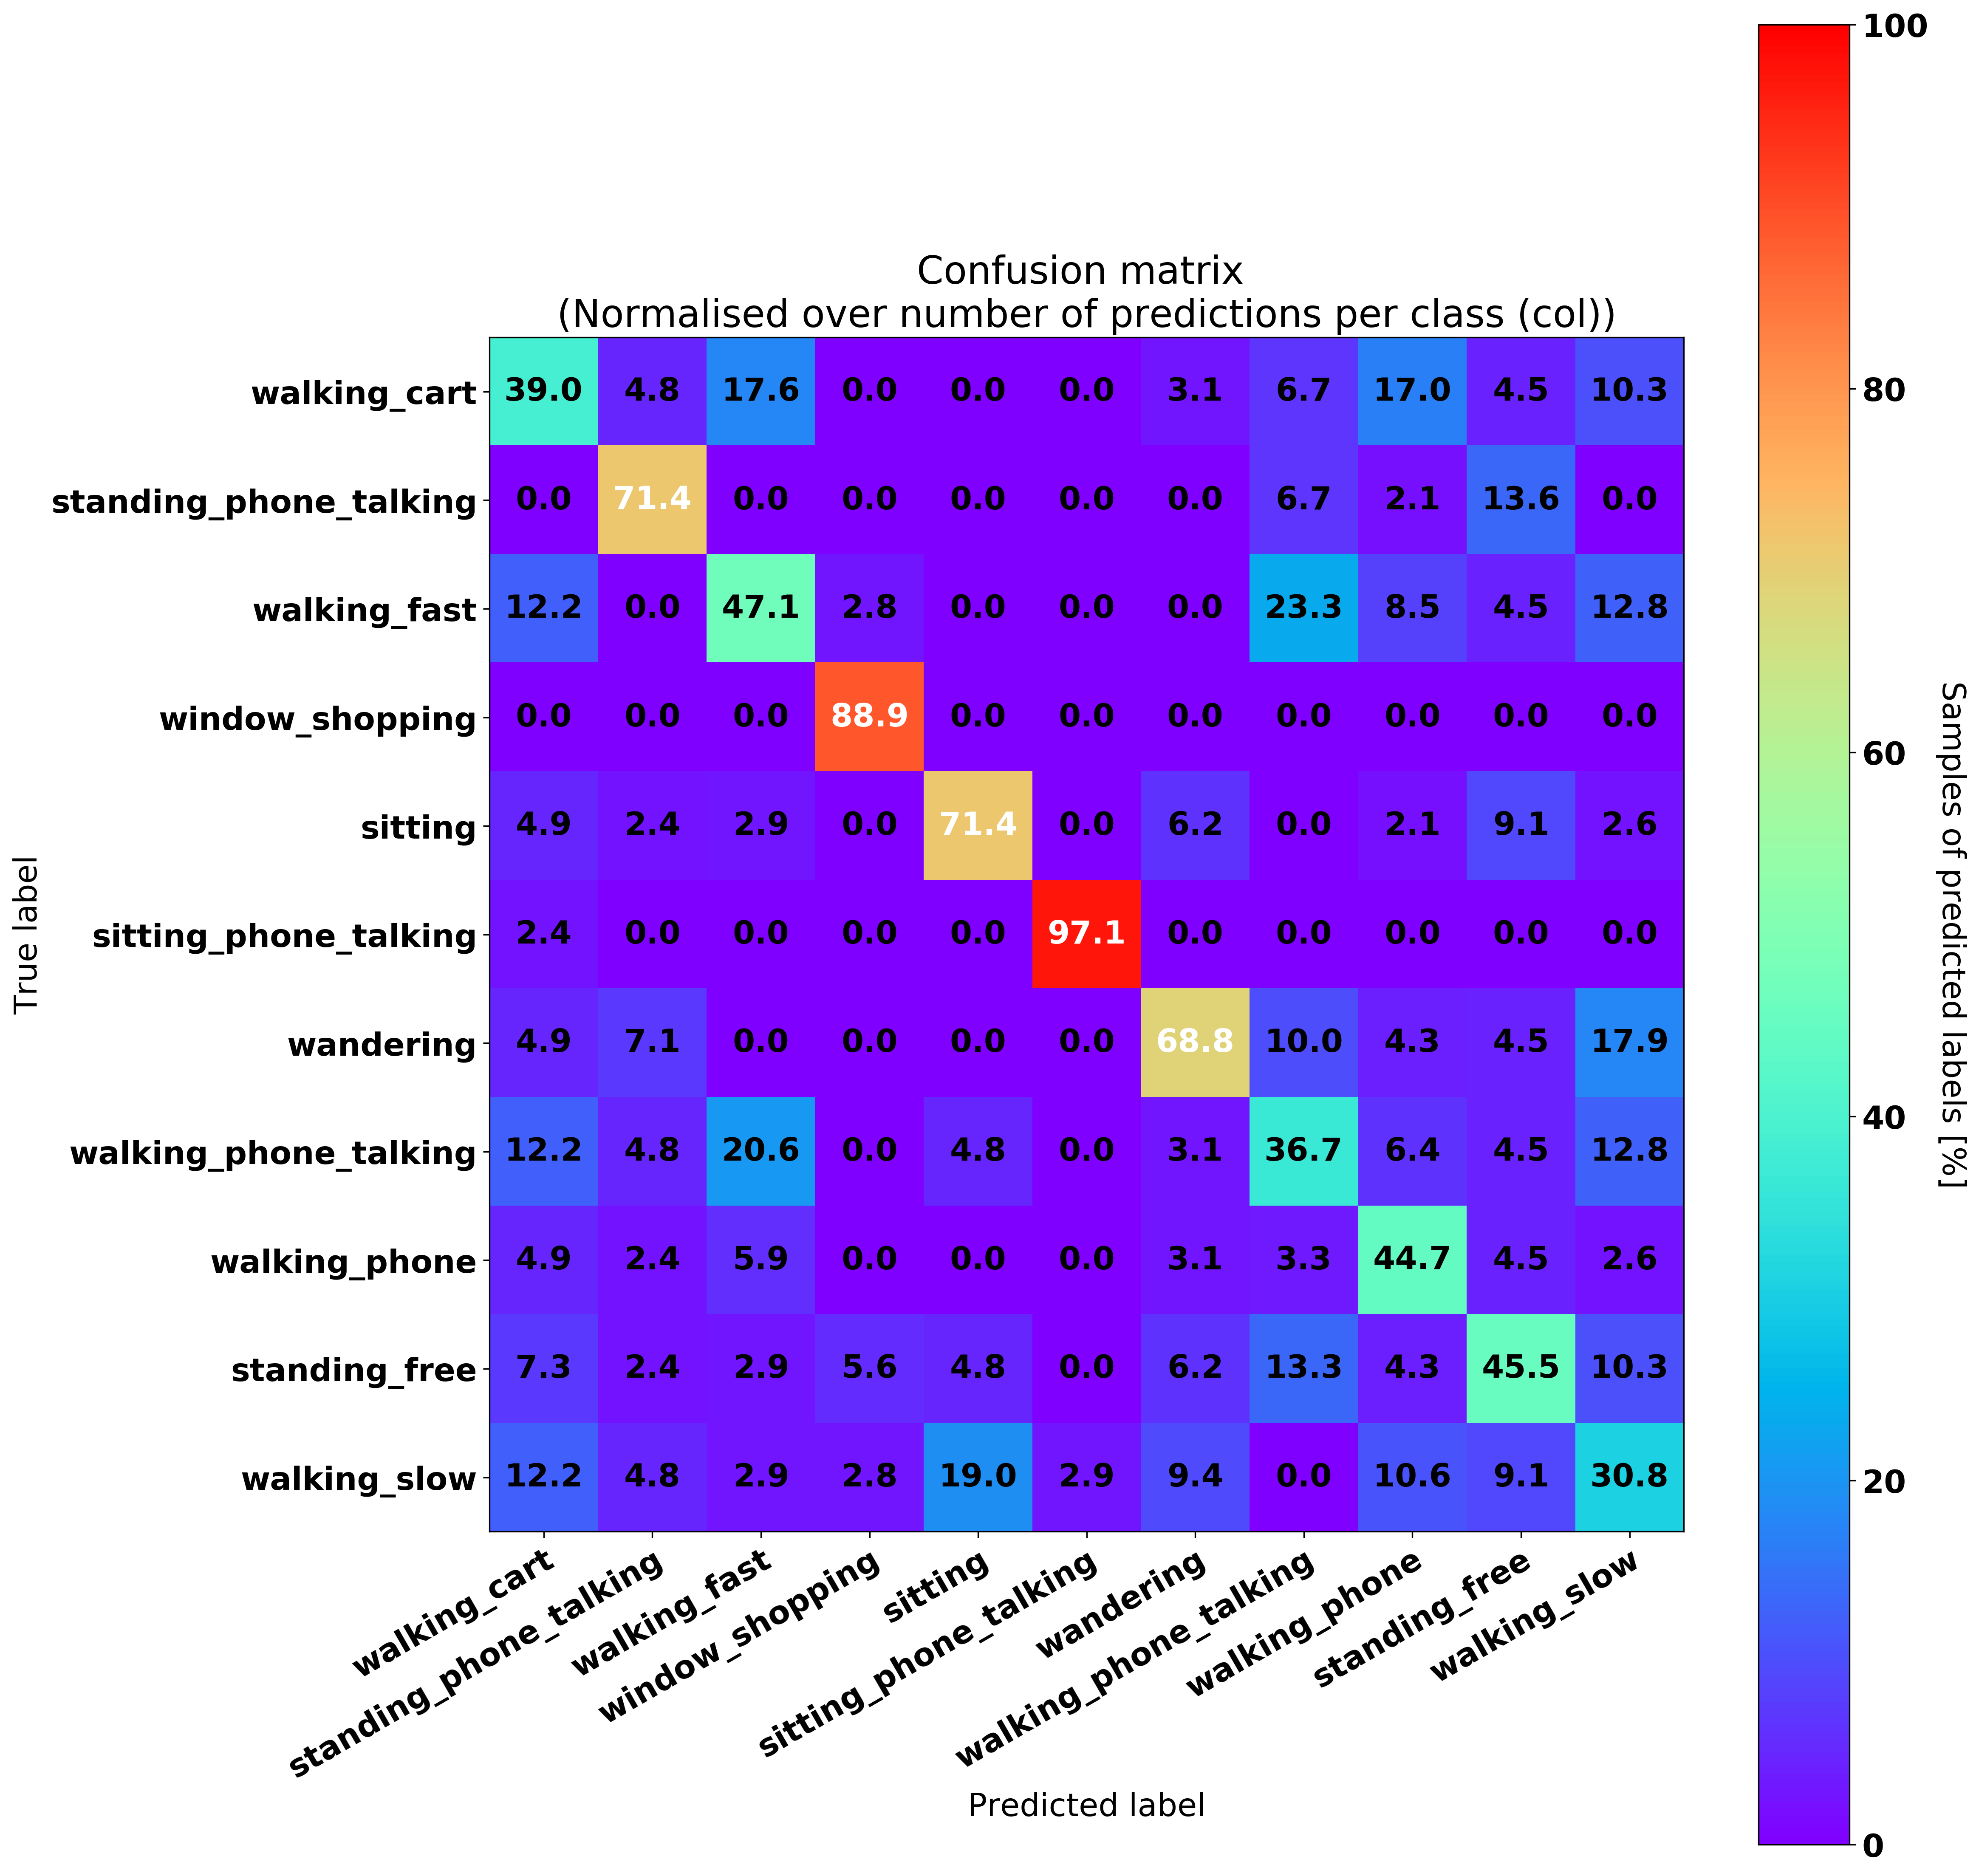 Confusion matrix
(Normalised over number of predictions per class (col))
True label
walking_cart 39.0 4.8 17.6 0.0 0.0 0.0 3.1 6.7 17.0 4.5 10.3
standing_phone_talking 0.0 71.4 0.0 0.0 0.0 0.0 0.0 6.7 2.1 13.6 0.0
walking_fast 12.2 0.0 47.1 2.8 0.0 0.0 0.0 23.3 8.5 4.5 12.8
window_shopping 0.0 0.0 0.0 88.9 0.0 0.0 0.0 0.0 0.0 0.0 0.0
sitting 4.9 2.4 2.9 0.0 71.4 0.0 6.2 0.0 2.1 9.1 2.6
sitting_phone_talking 2.4 0.0 0.0 0.0 0.0 97.1 0.0 0.0 0.0 0.0 0.0
wandering 4.9 7.1 0.0 0.0 0.0 0.0 68.8 10.0 4.3 4.5 17.9
walking_phone_talking 12.2 4.8 20.6 0.0 4.8 0.0 3.1 36.7 6.4 4.5 12.8
walking_phone 4.9 2.4 5.9 0.0 0.0 0.0 3.1 3.3 44.7 4.5 2.6
standing_free 7.3 2.4 2.9 5.6 4.8 0.0 6.2 13.3 4.3 45.5 10.3
walking_slow 12.2 4.8 2.9 2.8 19.0 2.9 9.4 0.0 10.6 9.1 30.8
walking_cart
standing_phone_talking
walking_fast
window_shopping
sitting
sitting_phone_talking
wandering
walking_phone_talking
walking_phone
standing_free
walking_slow
Predicted label
100
80
60
40
20
0
Samples of predicted labels [%]